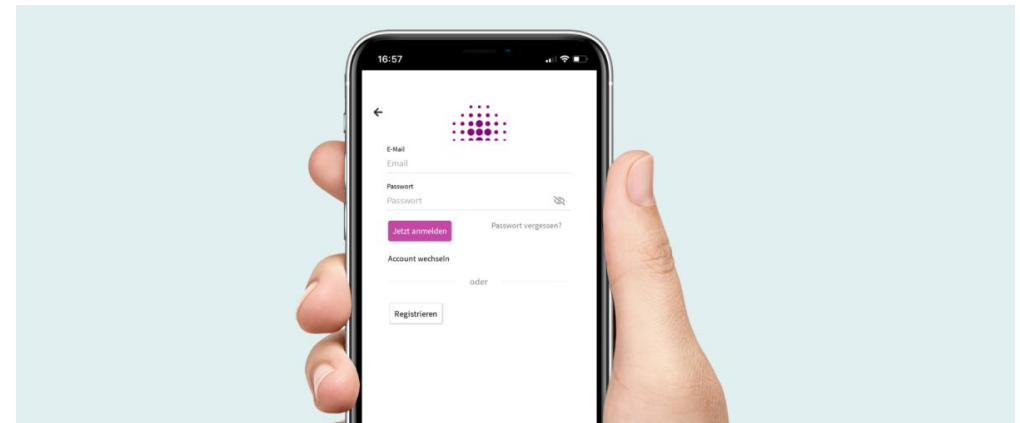 16:57
E-Mail
Email
Passwort
Passwort
Jetzt anmelden
Passwort vergessen?
Account wechseln
oder
Registrieren